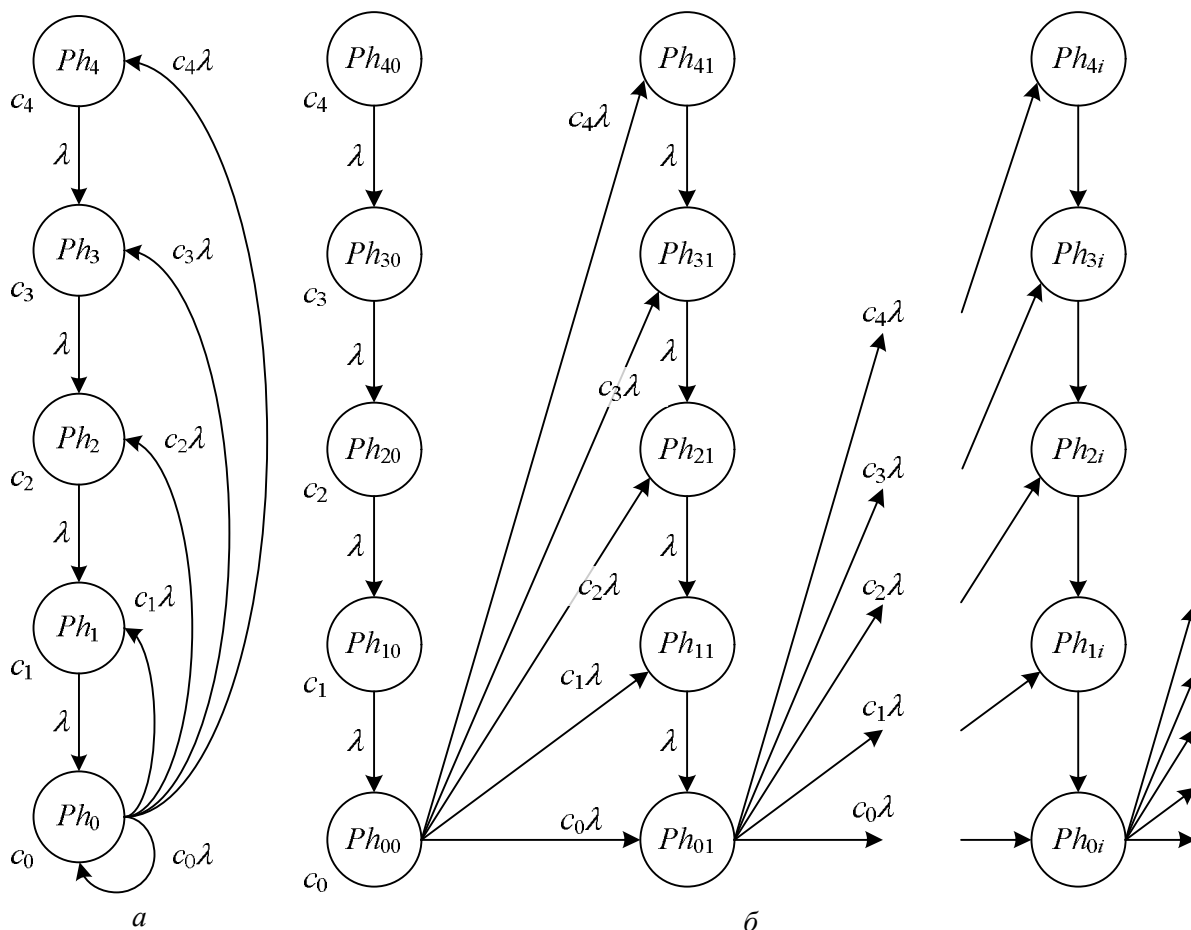 Ph₄ c₄λ Ph₄₀ Ph₄₁ Ph₄ᵢ
c₄ c₄ c₄λ
λ λ λ
Ph₃ c₃λ Ph₃₀ Ph₃₁ Ph₃ᵢ
c₃ c₃ c₄λ
λ λ λ
c₃λ
Ph₂ c₂λ Ph₂₀ Ph₂₁ Ph₂ᵢ
c₂ c₂ c₃λ
λ λ λ
c₂λ c₂λ
Ph₁ c₁λ Ph₁₀ Ph₁₁ Ph₁ᵢ
c₁ c₁ c₁λ c₁λ
λ λ λ
Ph₀ Ph₀₀ c₀λ Ph₀₁ c₀λ Ph₀ᵢ
c₀ c₀λ c₀
а б